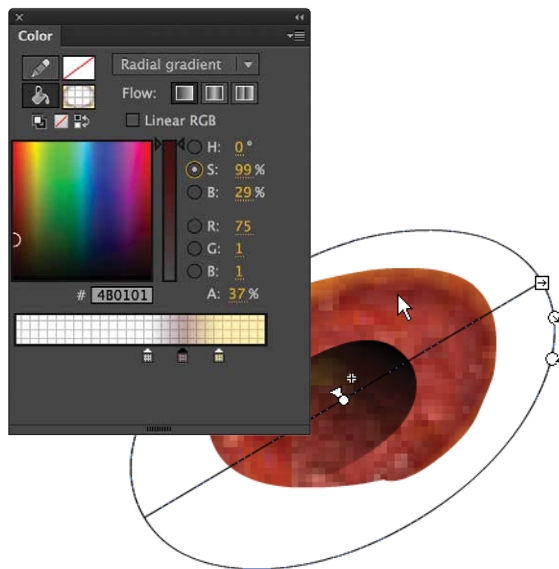 Color
Radial gradient
Flow:
Linear RGB
H: 0 °
S: 99 %
B: 29 %
R: 75
G: 1
B: 1
# 4B0101
A: 37 %